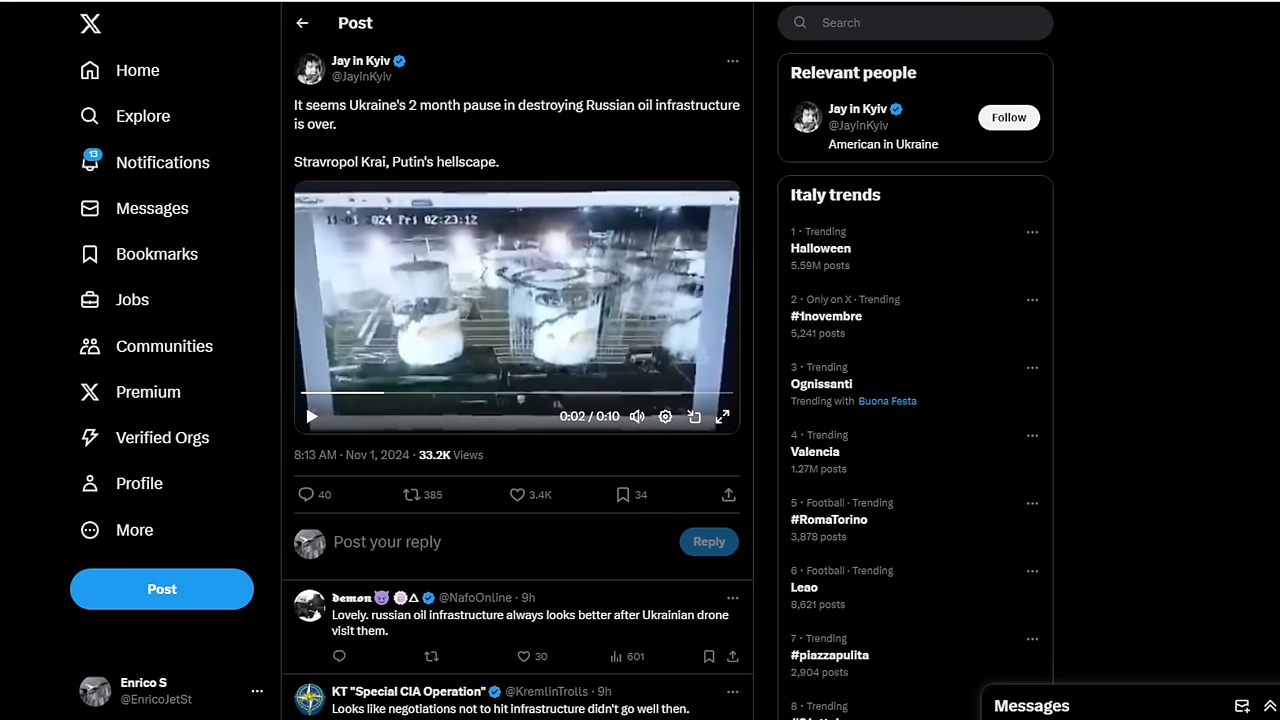 Home
Explore
13
Notifications
Messages
Bookmarks
Jobs
Communities
Premium
Verified Orgs
Profile
More
Post
Enrico S
@EnricoJetSt
Post
Jay in Kyiv
@JayinKyiv
It seems Ukraine's 2 month pause in destroying Russian oil infrastructure
is over.
Stravropol Krai, Putin's hellscape.
024 Fri 02:23:12
0:02 / 0:10
8:13 AM · Nov 1, 2024 · 33.2K Views
40 385 3.4K 34
Post your reply
Reply
demon @NafoOnline · 9h
Lovely. russian oil infrastructure always looks better after Ukrainian drone
visit them.
30 601
KT "Special CIA Operation" @KremlinTrolls · 9h
Looks like negotiations not to hit infrastructure didn't go well then.
Search
Relevant people
Jay in Kyiv
@JayinKyiv
Follow
American in Ukraine
Italy trends
1 · Trending
Halloween
5.59M posts
2 · Only on X · Trending
#1novembre
5,241 posts
3 · Trending
Ognissanti
Trending with Buona Festa
4 · Trending
Valencia
1.27M posts
5 · Football · Trending
#RomaTorino
3,878 posts
6 · Football · Trending
Leao
8,621 posts
7 · Trending
#piazzapulita
2,904 posts
8 · Trending
Messages